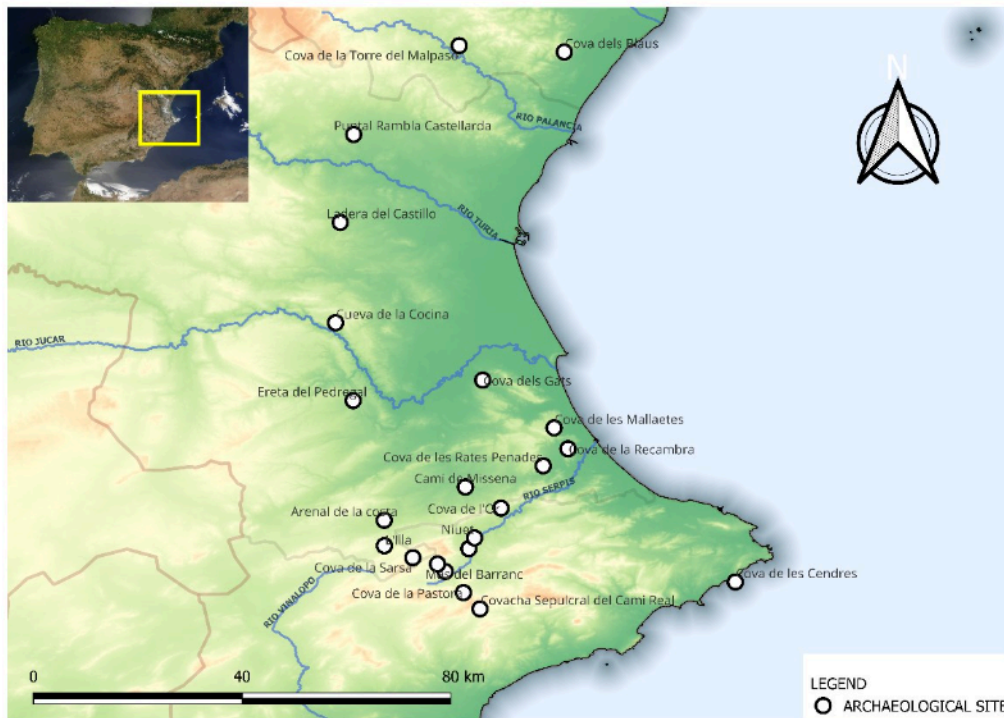 Cova de la Torre del Malpaso
Cova dels Blaus
N
RIO PALANCIA
Puntal Rambla Castellarda
Ladera del Castillo
RIO TURIA
Cueva de la Cocina
RIO JUCAR
Cova dels Gats
Ereta del Pedregal
Cova de les Mallaetes
Cova de la Recambra
Cova de les Rates Penades
Cami de Missena
RIO SERPIS
Cova de l'Or
Arenal de la costa
Niuet
L'Illa
Cova de la Sarsa
Mas del Barranc
Cova de les Cendres
Cova de la Pastora
Covacha Sepulcral del Cami Real
RIO VINALOPO
0 40 80 km
LEGEND
ARCHAEOLOGICAL SITE